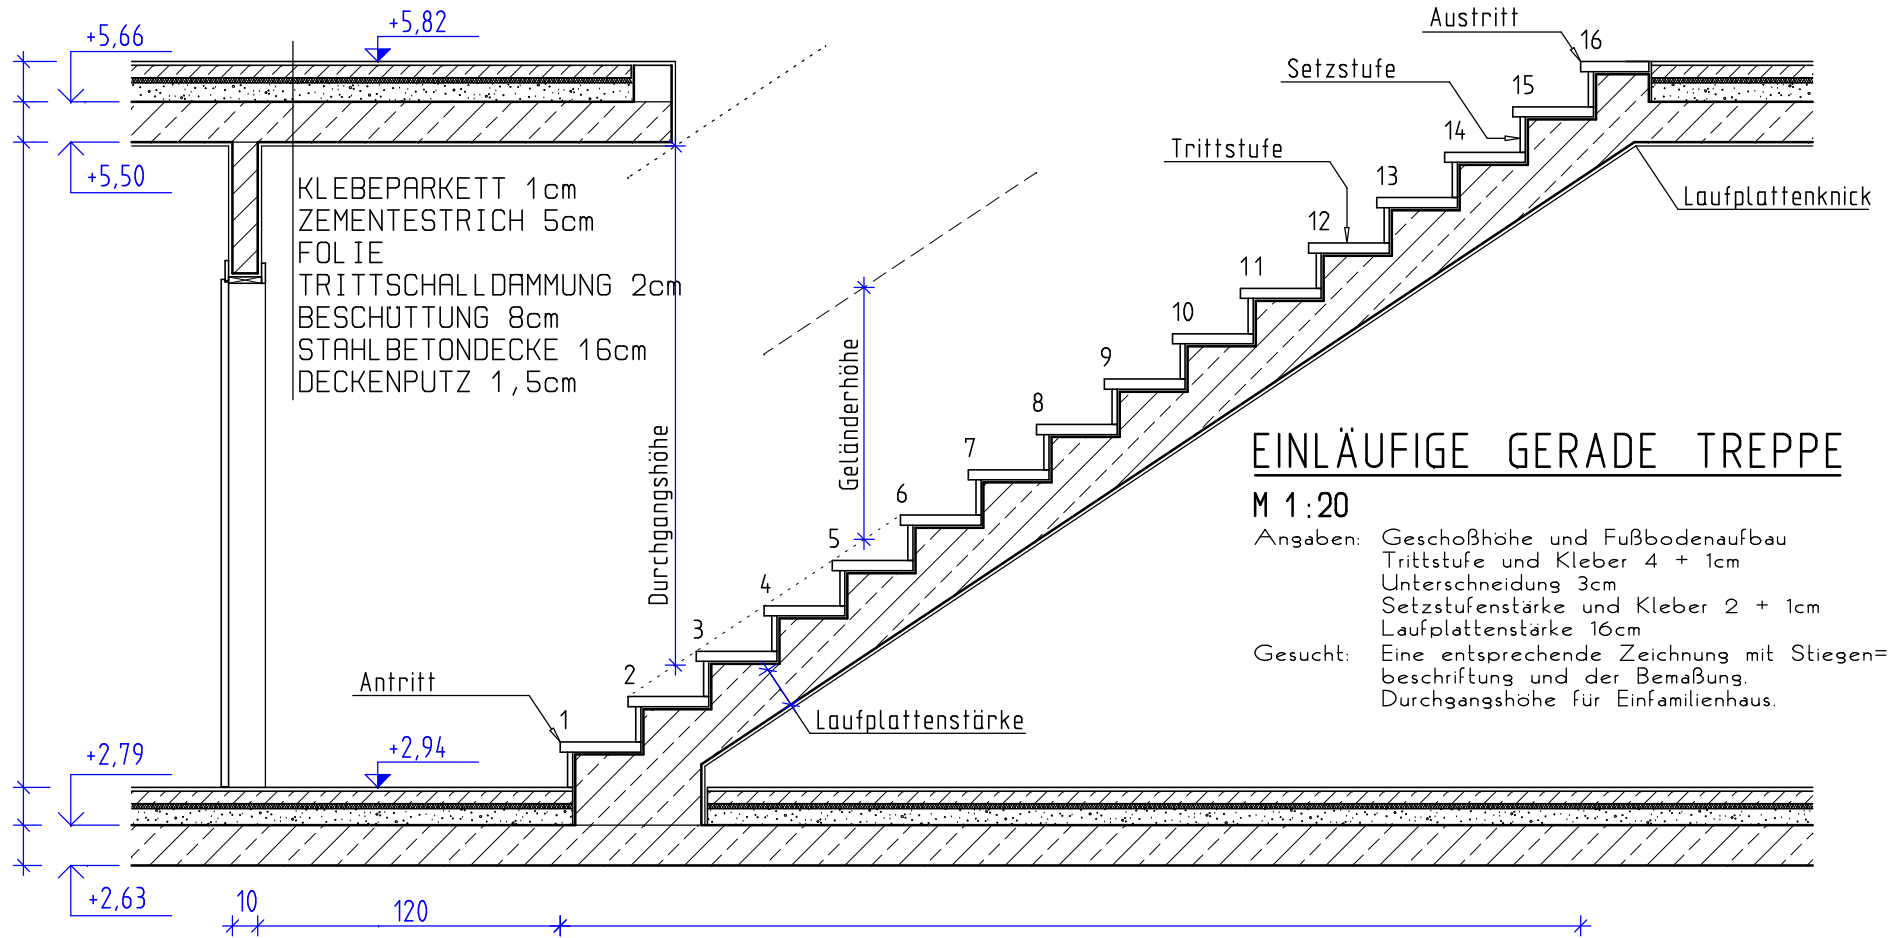 +5,66
+5,82
+5,50
KLEBEPARKETT 1cm
ZEMENTESTRICH 5cm
FOLIE
TRITTSCHALLDÄMMUNG 2cm
BESCHÜTTUNG 8cm
STAHLBETONDECKE 16cm
DECKENPUTZ 1,5cm
Durchgangshöhe
Geländerhöhe
Austritt
Setzstufe
Trittstufe
Laufplattenknick
16
15
14
13
12
11
10
9
8
7
6
5
4
3
2
1
Antritt
Laufplattenstärke
EINLÄUFIGE GERADE TREPPE
M 1:20
Angaben: Geschoßhöhe und Fußbodenaufbau
Trittstufe und Kleber 4 + 1cm
Unterschneidung 3cm
Setzstufenstärke und Kleber 2 + 1cm
Laufplattenstärke 16cm
Gesucht: Eine entsprechende Zeichnung mit Stiegen=
beschriftung und der Bemaßung.
Durchgangshöhe für Einfamilienhaus.
+2,79
+2,94
+2,63
10
120